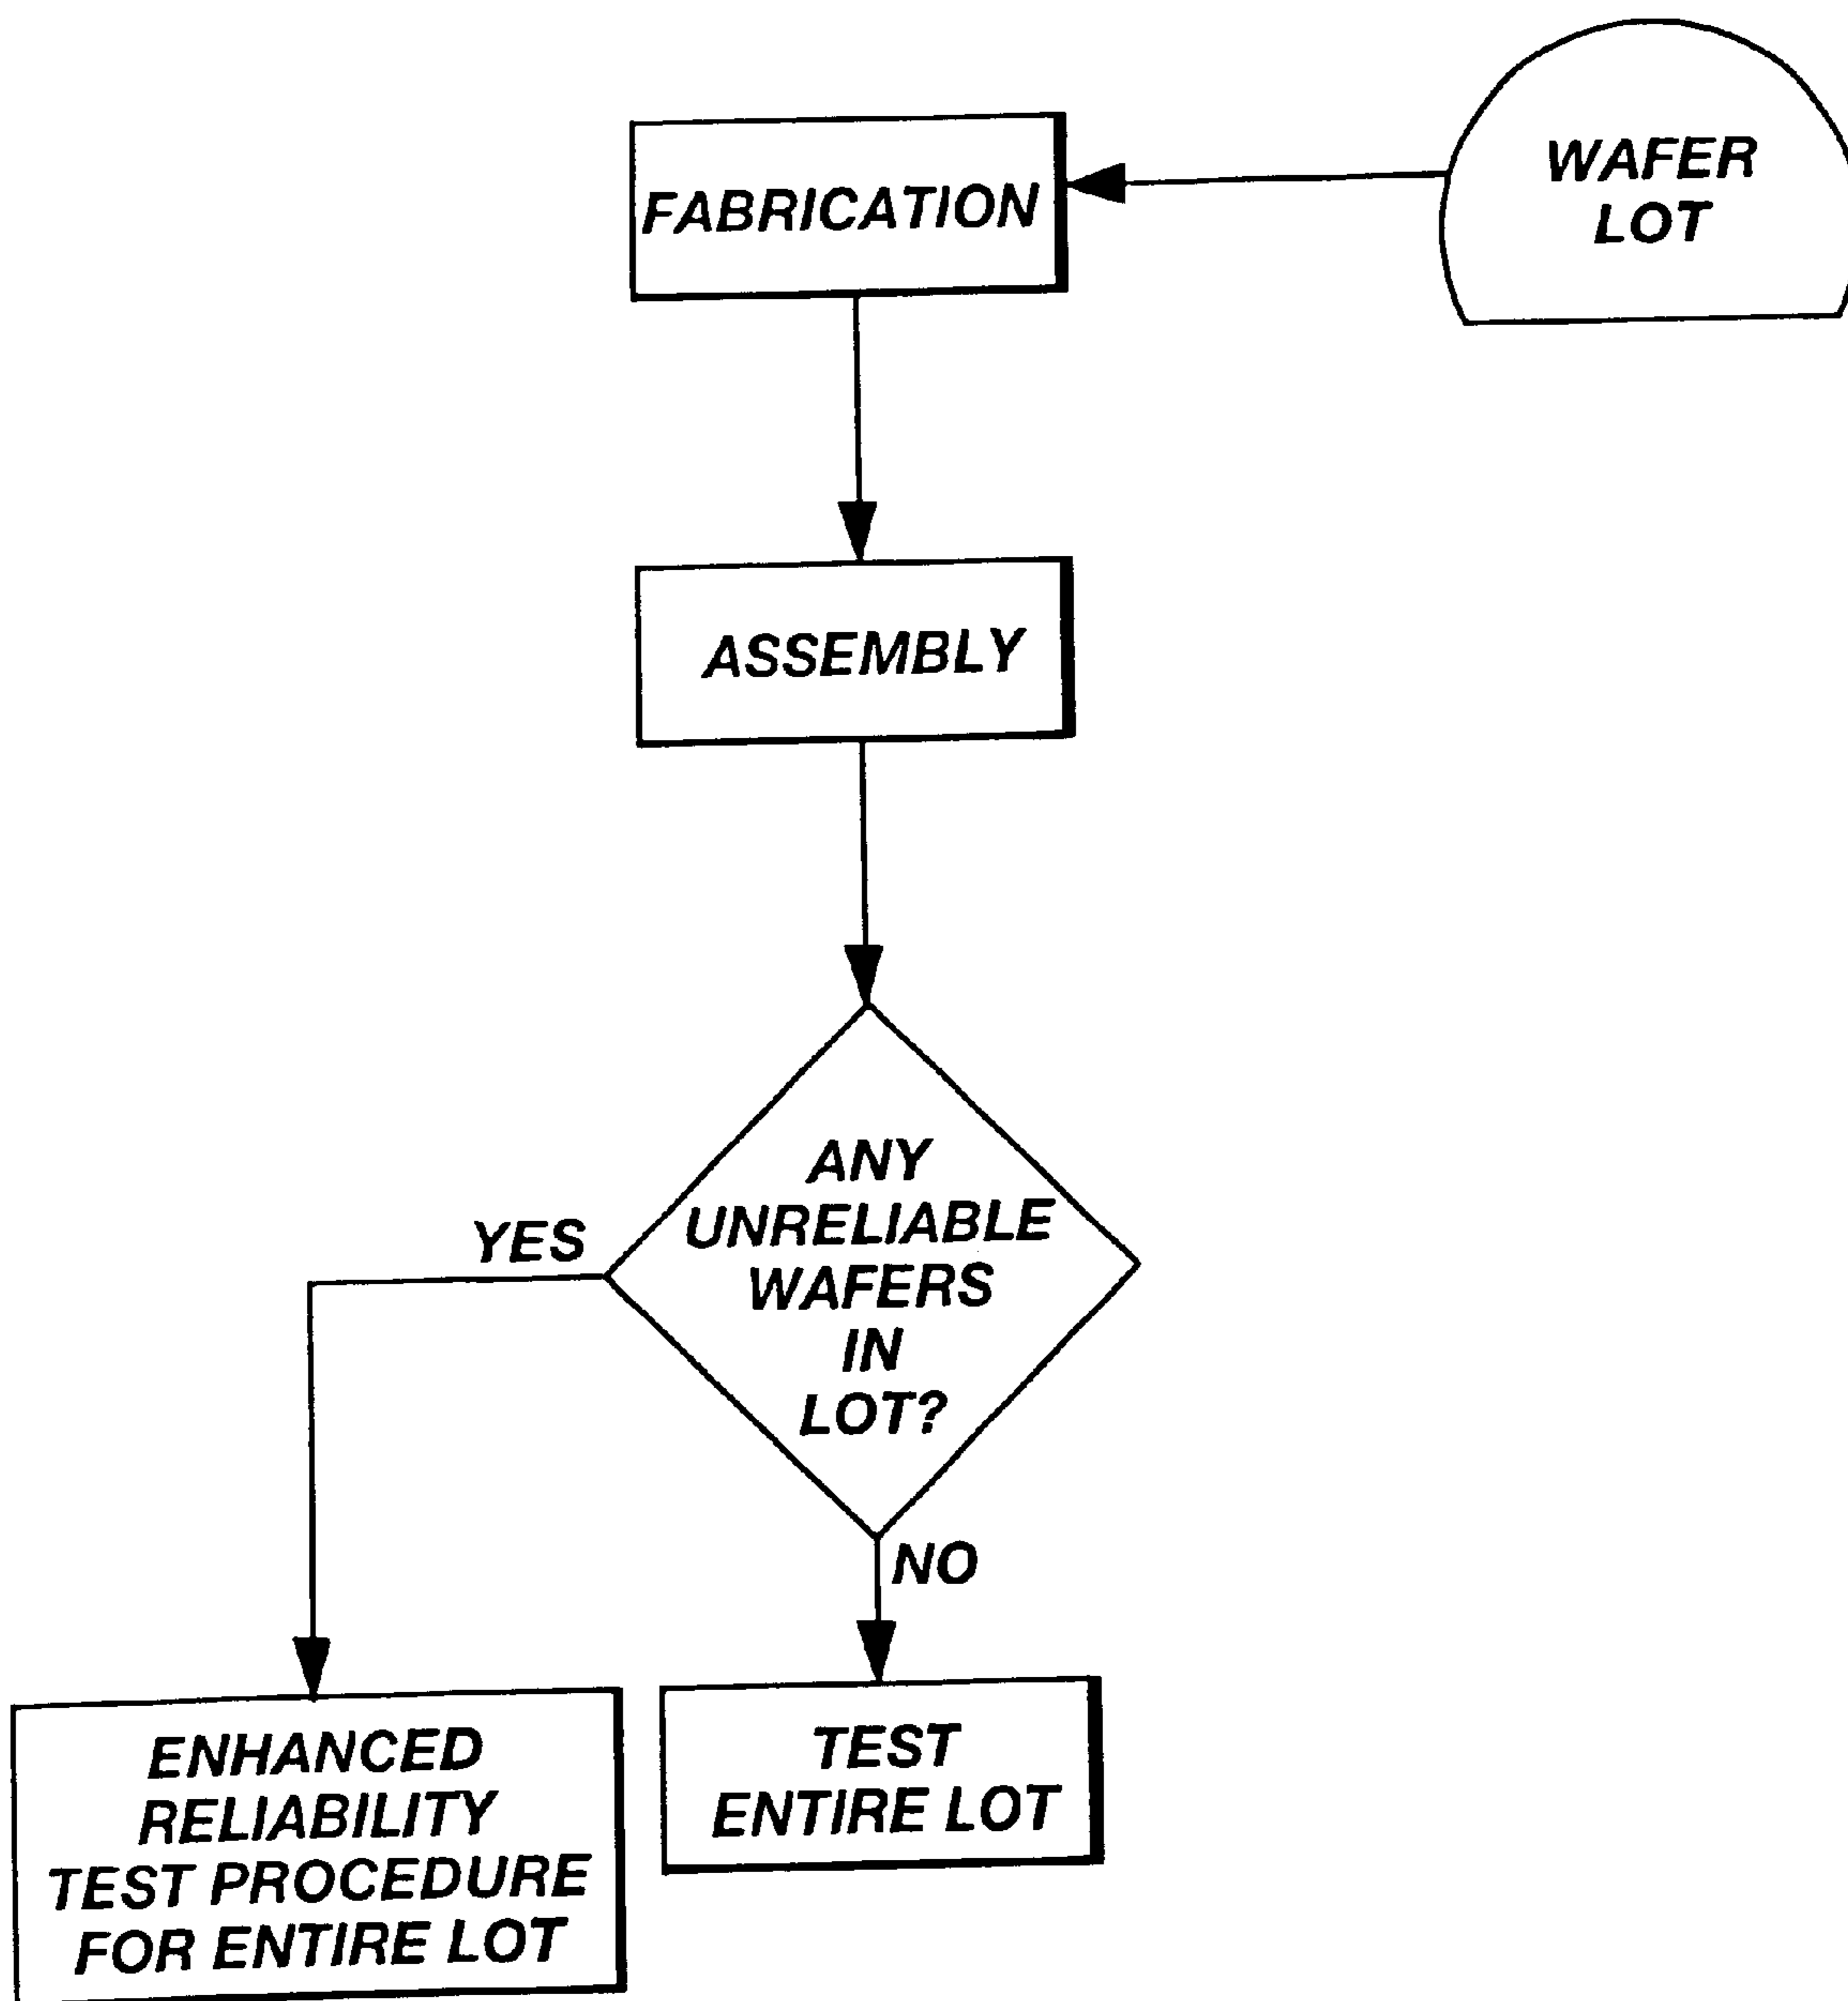 WAFER
LOT
FABRICATION
ASSEMBLY
ANY
UNRELIABLE
WAFERS
IN
LOT?
YES
NO
ENHANCED
RELIABILITY
TEST PROCEDURE
FOR ENTIRE LOT
TEST
ENTIRE LOT